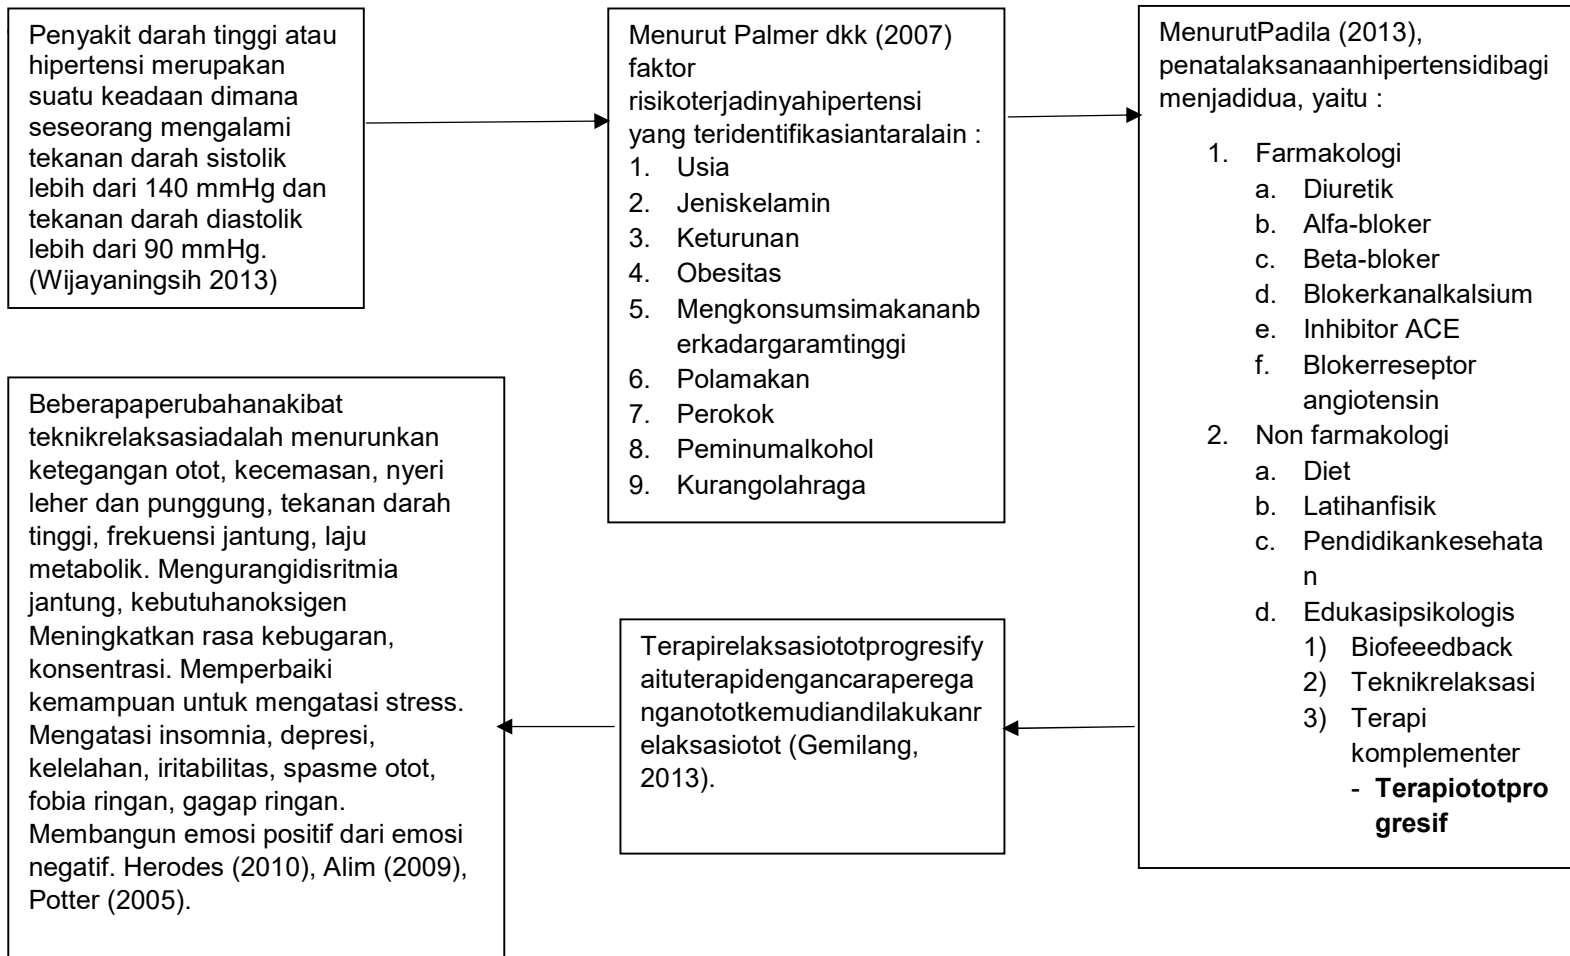 Penyakit darah tinggi atau
hipertensi merupakan
suatu keadaan dimana
seseorang mengalami
tekanan darah sistolik
lebih dari 140 mmHg dan
tekanan darah diastolik
lebih dari 90 mmHg.
(Wijayaningsih 2013)
Menurut Palmer dkk (2007)
faktor
risikoterjadinyahipertensi
yang teridentifikasiantaralain :
1. Usia
2. Jeniskelamin
3. Keturunan
4. Obesitas
5. Mengkonsumsimakananb
erkadargaramtinggi
6. Polamakan
7. Perokok
8. Peminumalkohol
9. Kurangolahraga
MenurutPadila (2013),
penatalaksanaanhipertensidibagi
menjadidua, yaitu :
1. Farmakologi
a. Diuretik
b. Alfa-bloker
c. Beta-bloker
d. Blokerkanalkalsium
e. Inhibitor ACE
f. Blokerreseptor
angiotensin
2. Non farmakologi
a. Diet
b. Latihanfisik
c. Pendidikankesehata
n
d. Edukasipsikologis
1) Biofeeedback
2) Teknikrelaksasi
3) Terapi
komplementer
- Terapiototpro
gresif
Terapirelaksasiototprogresify
aituterapidengancaraperega
nganototkemudiandilakukanr
elaksasiotot (Gemilang,
2013).
Beberapaperubahanakibat
teknikrelaksasiadalah menurunkan
ketegangan otot, kecemasan, nyeri
leher dan punggung, tekanan darah
tinggi, frekuensi jantung, laju
metabolik. Mengurangidisritmia
jantung, kebutuhanoksigen
Meningkatkan rasa kebugaran,
konsentrasi. Memperbaiki
kemampuan untuk mengatasi stress.
Mengatasi insomnia, depresi,
kelelahan, iritabilitas, spasme otot,
fobia ringan, gagap ringan.
Membangun emosi positif dari emosi
negatif. Herodes (2010), Alim (2009),
Potter (2005).